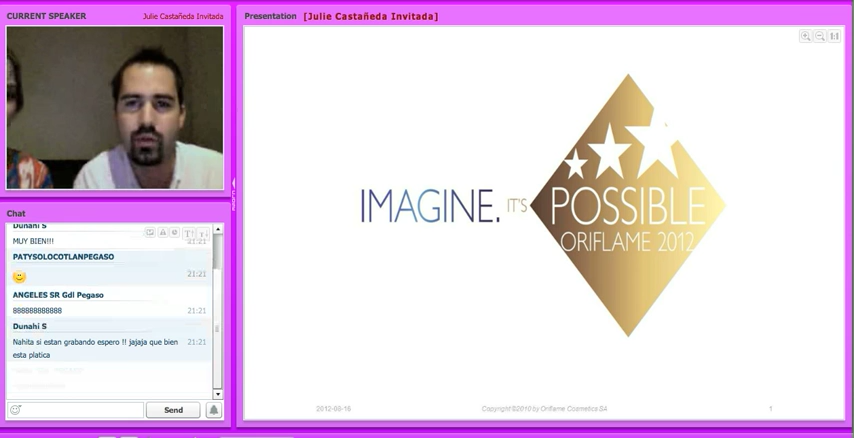 CURRENT SPEAKER
Julie Castañeda Invitada
Presentation [Julie Castañeda Invitada]
1:1
IMAGINE. IT'S POSSIBLE
ORIFLAME 2012
2012-08-16
Copyright ©2010 by Oriflame Cosmetics SA
1
Chat
Dunahi S
MUY BIEN!!! 21:21
PATYSOLOCOTLANPEGASO
21:21
ANGELES SR Gdl Pegaso
888888888888 21:21
Dunahi S
Nahita si estan grabando espero !! jajaja que bien 21:21
esta platica
Send